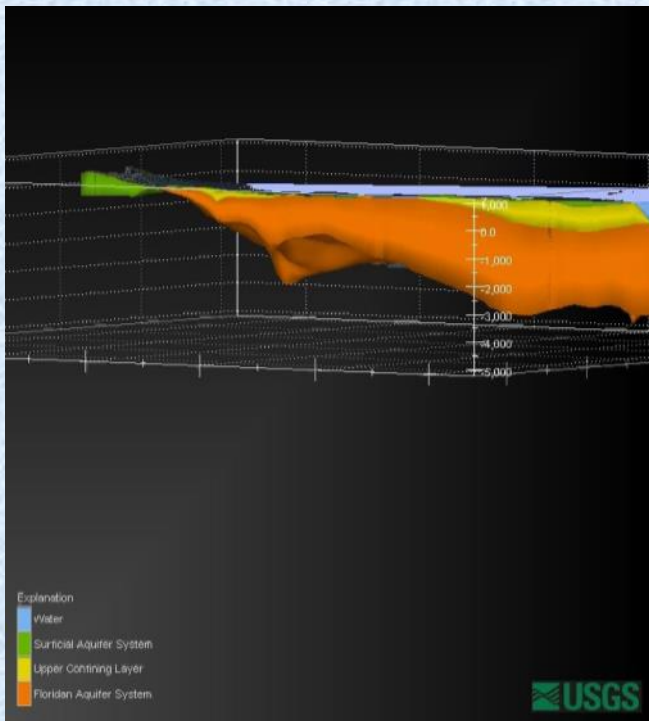 1,000
0.0
-1,000
-2,000
-3,000
-4,000
-5,000
Explanation
Water
Surficial Aquifer System
Upper Confining Layer
Floridan Aquifer System
USGS